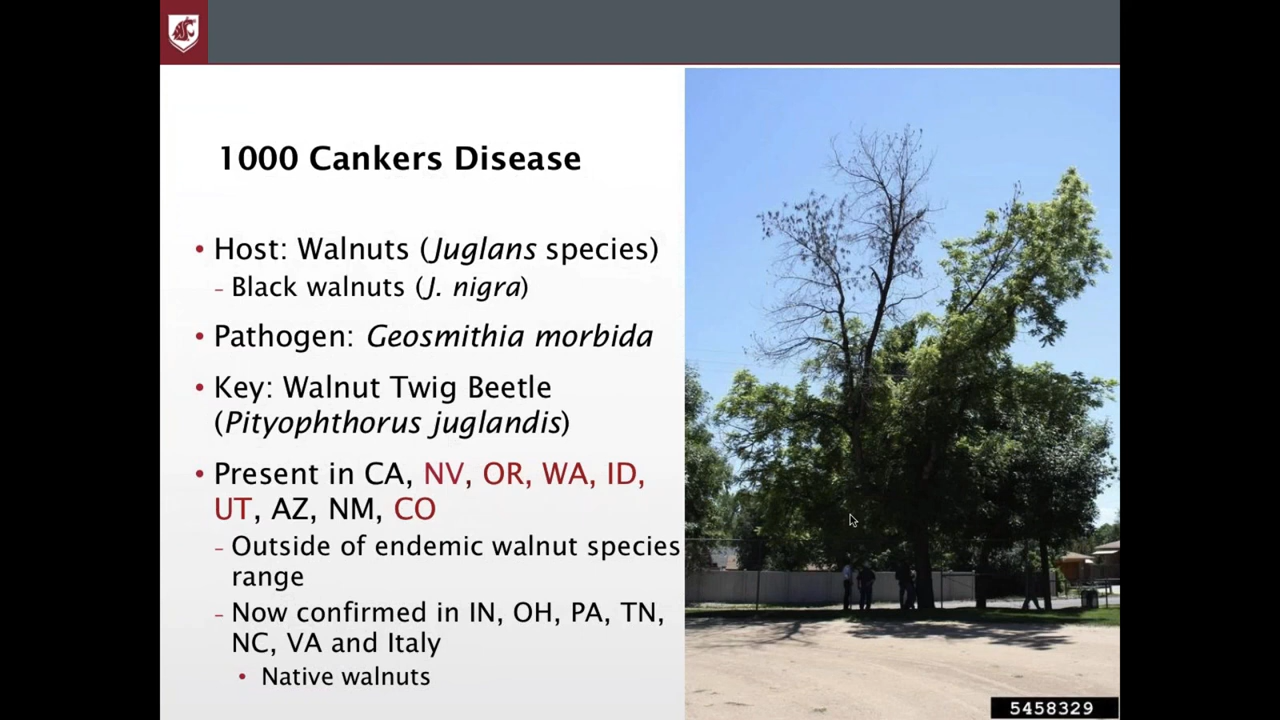 1000 Cankers Disease
• Host: Walnuts (Juglans species)
– Black walnuts (J. nigra)
• Pathogen: Geosmithia morbida
• Key: Walnut Twig Beetle
(Pityophthorus juglandis)
• Present in CA, NV, OR, WA, ID,
UT, AZ, NM, CO
– Outside of endemic walnut species
range
– Now confirmed in IN, OH, PA, TN,
NC, VA and Italy
• Native walnuts
5458329